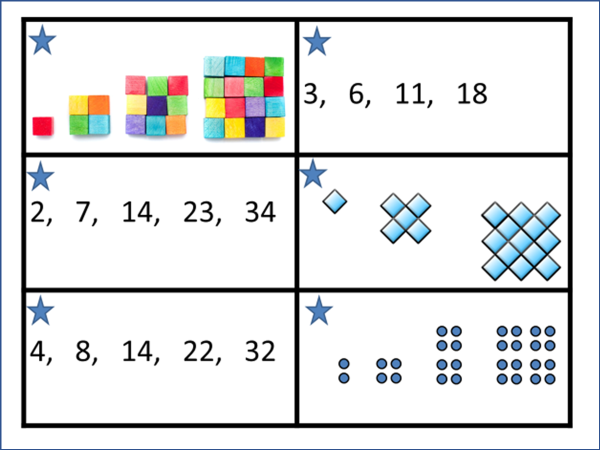 3, 6, 11, 18
2, 7, 14, 23, 34
4, 8, 14, 22, 32